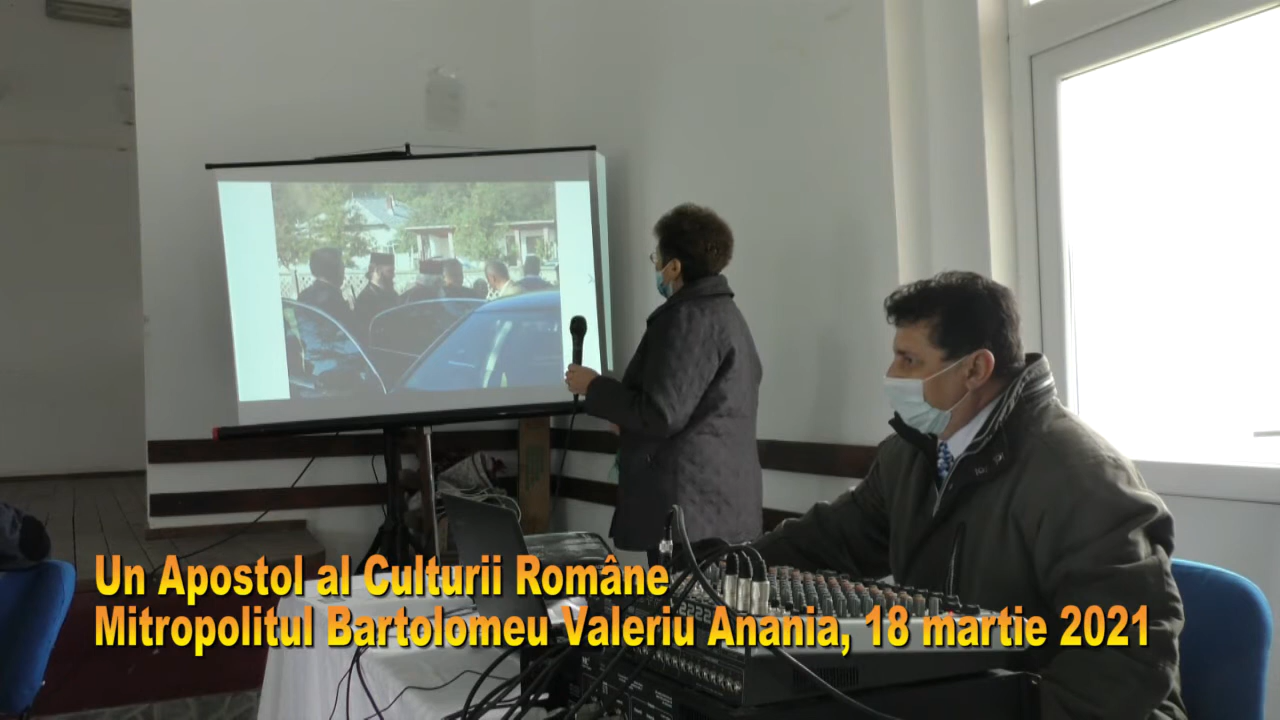 Un Apostol al Culturii Române
Mitropolitul Bartolomeu Valeriu Anania, 18 martie 2021